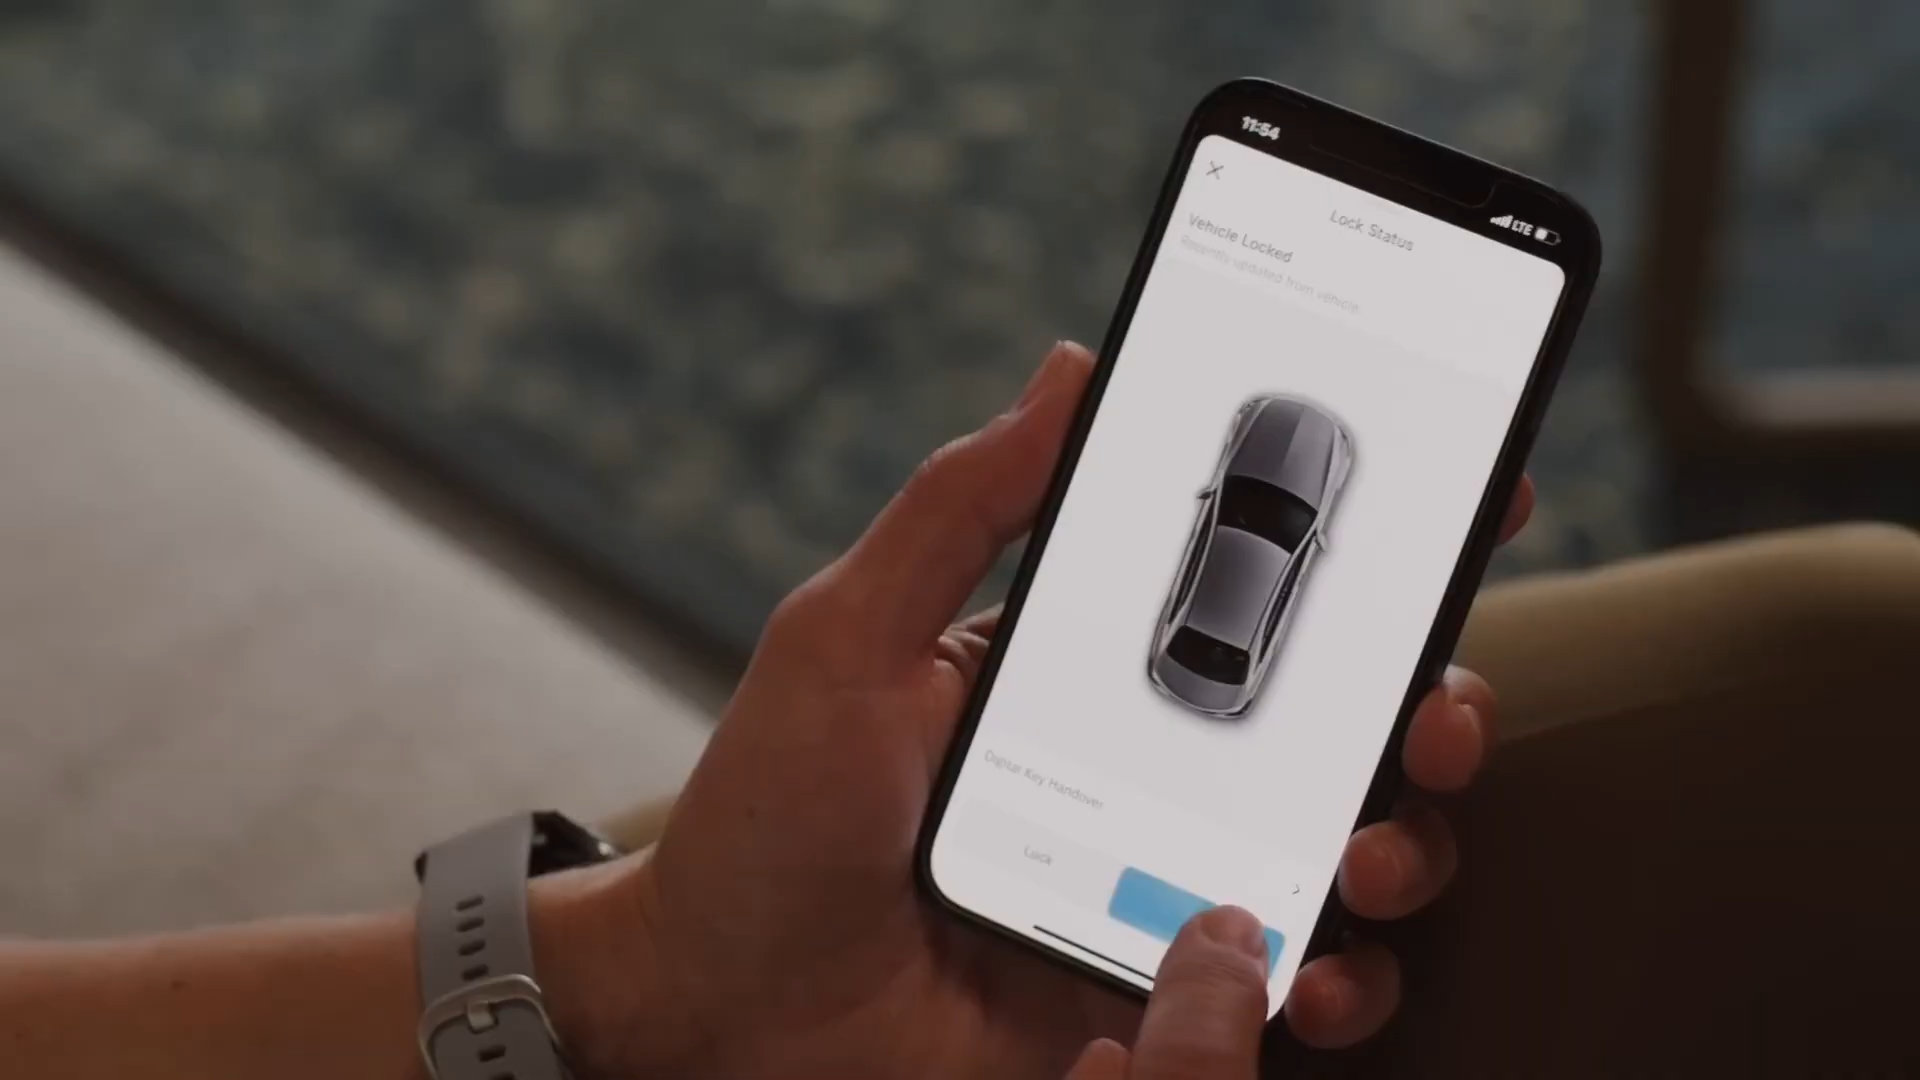 11:54
LTE
Lock Status
Vehicle Locked
Recently updated from vehicle
Digital Key Handover
Lock